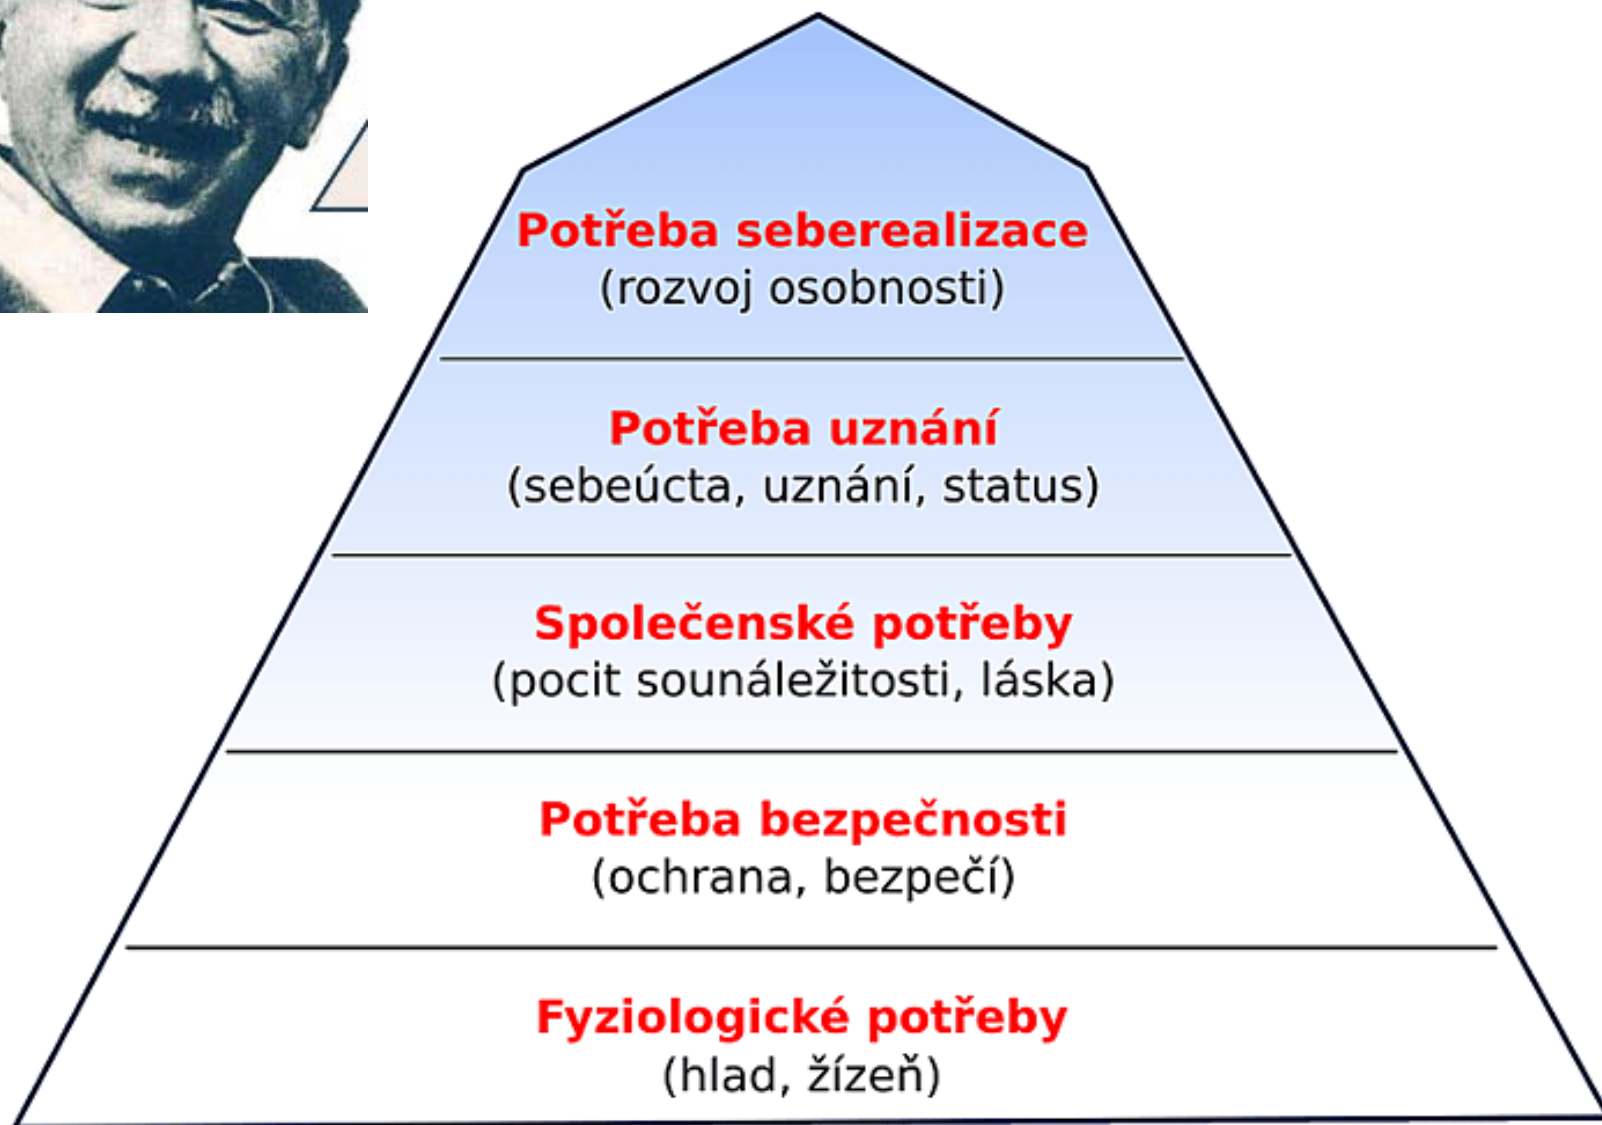 Potřeba seberealizace
(rozvoj osobnosti)
Potřeba uznání
(sebeúcta, uznání, status)
Společenské potřeby
(pocit sounáležitosti, láska)
Potřeba bezpečnosti
(ochrana, bezpečí)
Fyziologické potřeby
(hlad, žízeň)